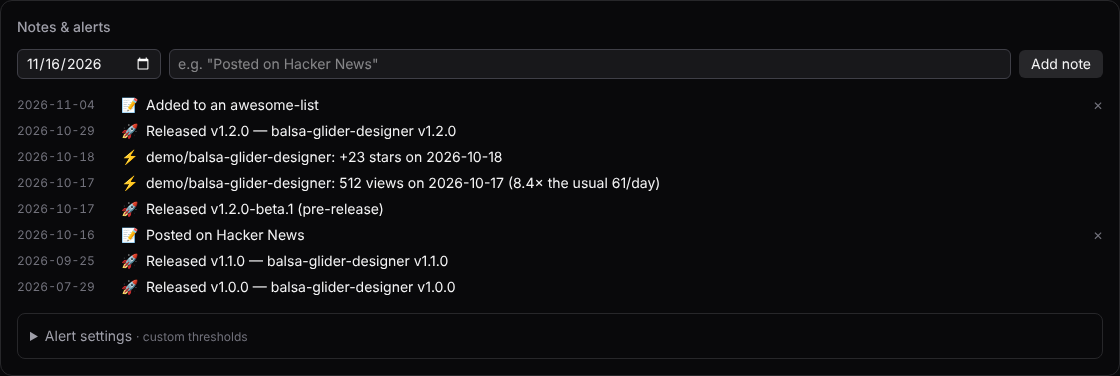 Notes & alerts
11/16/2026 e.g. "Posted on Hacker News" Add note
2026-11-04 📝 Added to an awesome-list ×
2026-10-29 🚀 Released v1.2.0 — balsa-glider-designer v1.2.0
2026-10-18 ⚡ demo/balsa-glider-designer: +23 stars on 2026-10-18
2026-10-17 ⚡ demo/balsa-glider-designer: 512 views on 2026-10-17 (8.4× the usual 61/day)
2026-10-17 🚀 Released v1.2.0-beta.1 (pre-release)
2026-10-16 📝 Posted on Hacker News ×
2026-09-25 🚀 Released v1.1.0 — balsa-glider-designer v1.1.0
2026-07-29 🚀 Released v1.0.0 — balsa-glider-designer v1.0.0
▶ Alert settings · custom thresholds